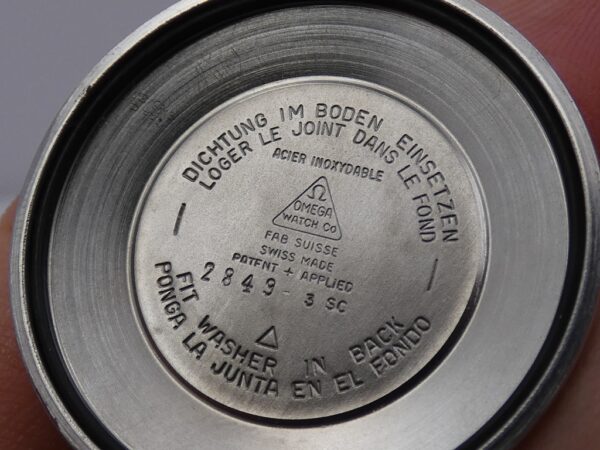 DICHTUNG IM BODEN EINSETZEN
LOGER LE JOINT DANS LE FOND
ACIER INOXYDABLE
Ω
OMEGA
WATCH CO
FAB SUISSE
SWISS MADE
PATENT + APPLIED
2849 - 3 SC
FIT WASHER IN BACK
PONGA LA JUNTA EN EL FONDO